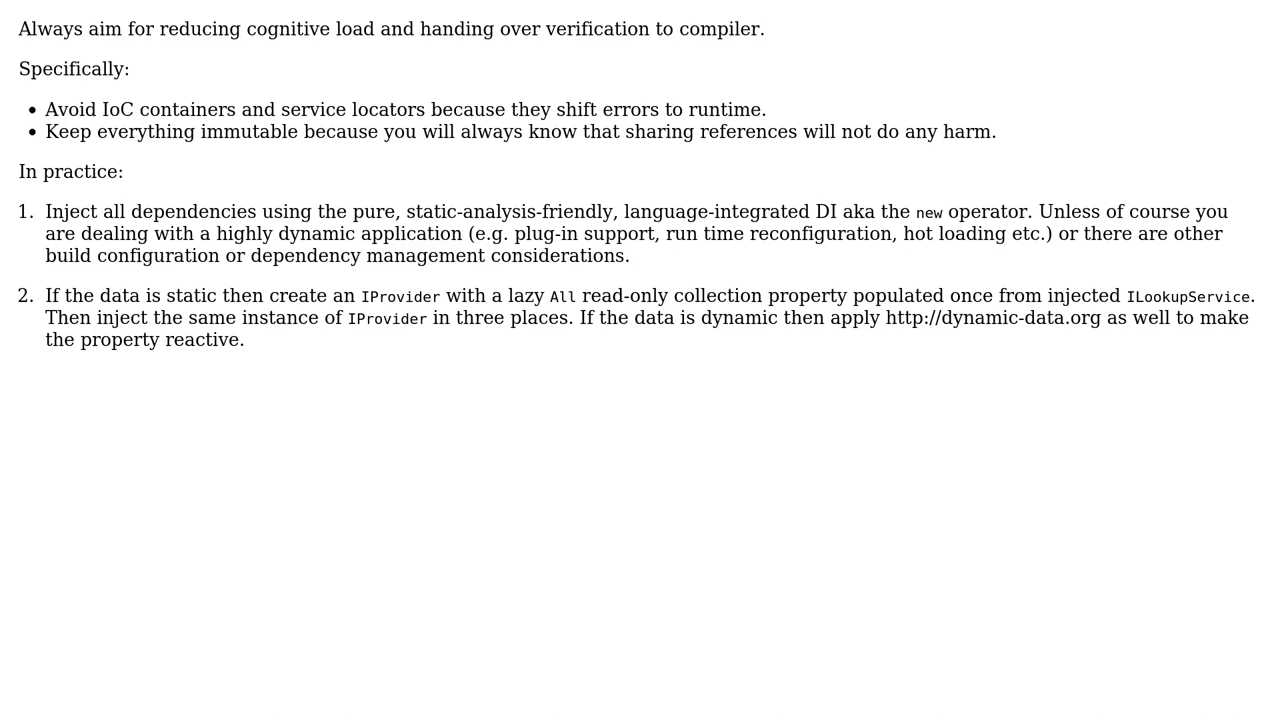 Always aim for reducing cognitive load and handing over verification to compiler.
Specifically:
• Avoid IoC containers and service locators because they shift errors to runtime.
• Keep everything immutable because you will always know that sharing references will not do any harm.
In practice:
1. Inject all dependencies using the pure, static-analysis-friendly, language-integrated DI aka the new operator. Unless of course you
are dealing with a highly dynamic application (e.g. plug-in support, run time reconfiguration, hot loading etc.) or there are other
build configuration or dependency management considerations.
2. If the data is static then create an IProvider with a lazy All read-only collection property populated once from injected ILookupService.
Then inject the same instance of IProvider in three places. If the data is dynamic then apply http://dynamic-data.org as well to make
the property reactive.